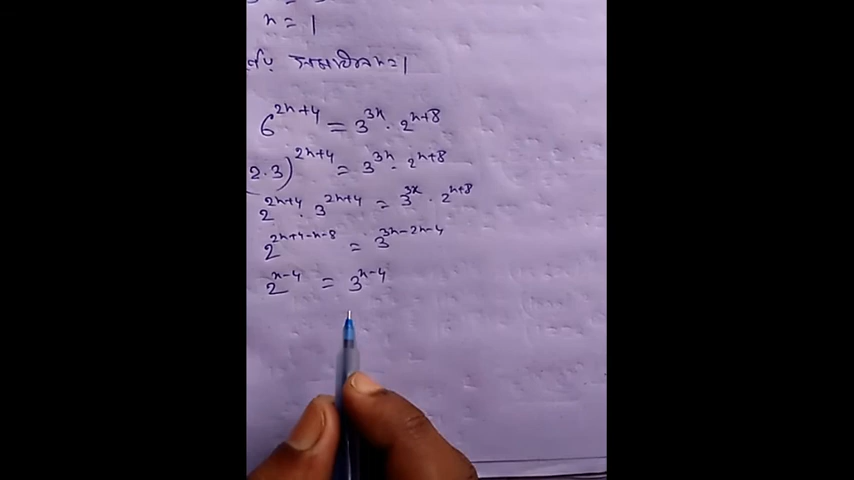 x = 1
x = 1
6^{2x+4} = 3^{3x} · 2^{x+8}
(2·3)^{2x+4} = 3^{3x} · 2^{x+8}
2^{2x+4} · 3^{2x+4} = 3^{3x} · 2^{x+8}
2^{2x+4-x-8} = 3^{3x-2x-4}
2^{x-4} = 3^{x-4}